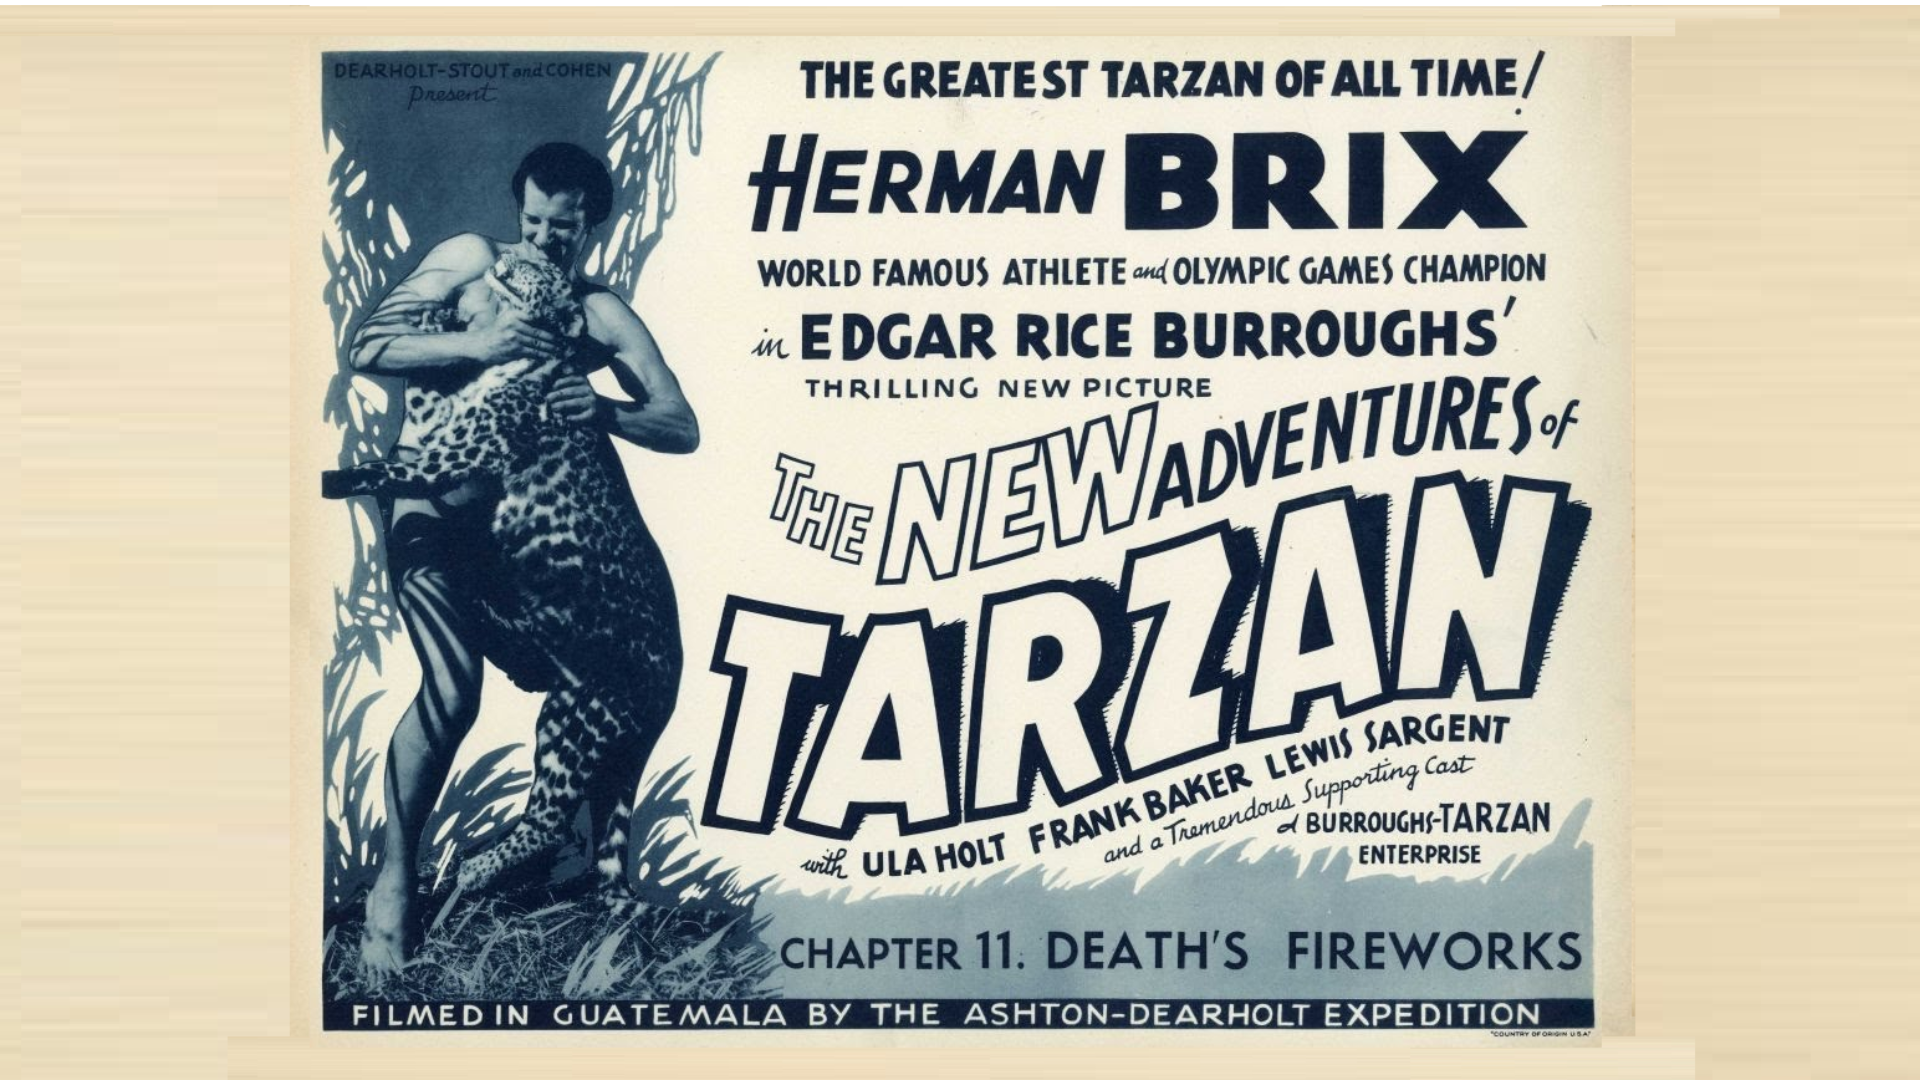 DEARHOLT-STOUT and COHEN
Present
THE GREATEST TARZAN OF ALL TIME!
HERMAN BRIX
WORLD FAMOUS ATHLETE and OLYMPIC GAMES CHAMPION
in EDGAR RICE BURROUGHS'
THRILLING NEW PICTURE
THE NEW ADVENTURES of
TARZAN
with ULA HOLT FRANK BAKER LEWIS SARGENT
and a Tremendous Supporting Cast
A BURROUGHS-TARZAN
ENTERPRISE
CHAPTER 11. DEATH'S FIREWORKS
FILMED IN GUATEMALA BY THE ASHTON-DEARHOLT EXPEDITION
"COUNTRY OF ORIGIN U.S.A."